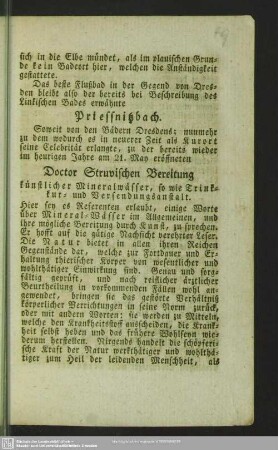 sich in die Elbe mündet, als im plauischen Grun-
de kein Badeort hier, welchen die Anständigkeit
gestattete.
Das beste Flußbad in der Gegend von Dres-
den bleibt also der bereits bei Beschreibung des
Linkischen Bades erwähnte
Priessnitzbach.
Soweit von den Bädern Dresdens; nunmehr
zu dem wodurch es in neuerer Zeit als Kurort
seine Celebrität erlangte, zu der bereits wieder
im heurigen Jahre am 21. May eröffneten
Doctor Struvischen Bereitung
künstlicher Mineralwässer, so wie Trink-
kur- und Versendungsanstalt.
Hier sey es Referenten erlaubt, einige Worte
über Mineral-Wässer im Allgemeinen, und
ihre mögliche Bereitung durch Kunst, zu sprechen.
Er hofft auf die gütige Nachsicht verehrter Leser.
Die Natur bietet in allen ihren Reichen
Gegenstände dar, welche zur Fortdauer und Er-
haltung thierischer Körper von wesentlicher und
wohlthätiger Einwirkung sind. Genau und sorg-
fältig geprüft, und nach reiflicher ärztlicher
Beurtheilung in vorkommenden Fällen wohl an-
gewendet, bringen sie das gestörte Verhältniß
körperlicher Verrichtungen in seine Norm zurück,
oder mit andern Worten: sie werden zu Mitteln,
welche den Krankheitsstoff ausscheiden, die Krank-
heit selbst heben und das frühere Wohlseyn wie-
derum herstellen. Nirgends handelt die schöpferi-
sche Kraft der Natur werkthätiger und wohlthä-
tiger zum Heil der leidenden Menschheit, als